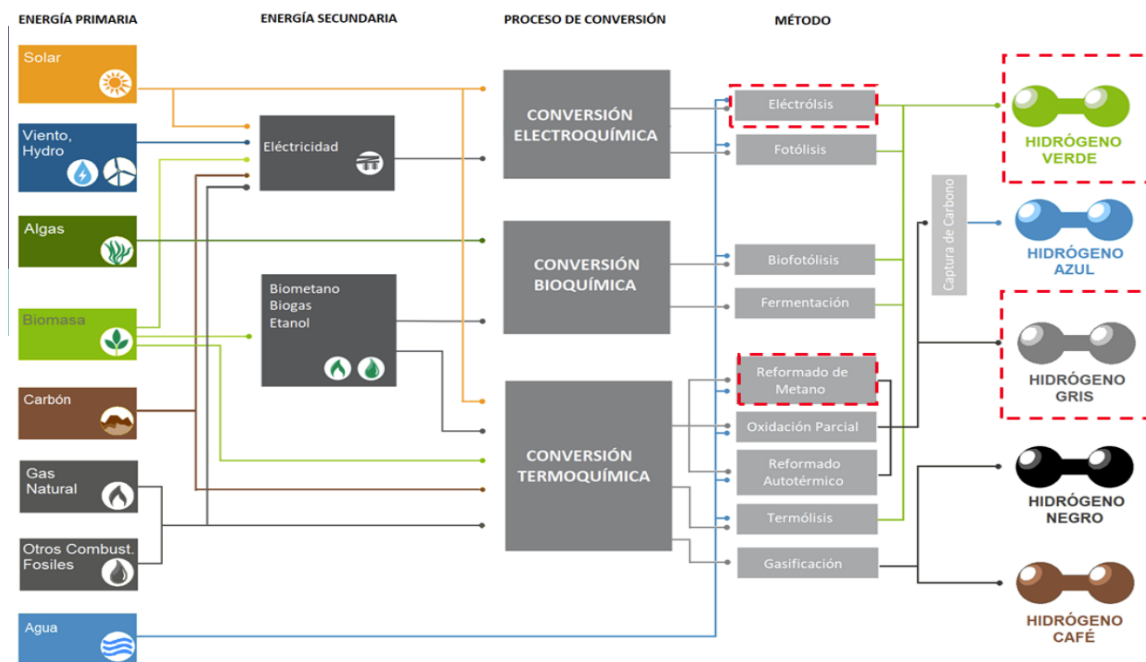 ENERGÍA PRIMARIA
ENERGÍA SECUNDARIA
PROCESO DE CONVERSIÓN
MÉTODO
Solar
Viento,
Hydro
Algas
Biomasa
Carbón
Gas
Natural
Otros Combust.
Fosiles
Agua
Eléctricidad
Biometano
Biogas
Etanol
CONVERSIÓN
ELECTROQUÍMICA
CONVERSIÓN
BIOQUÍMICA
CONVERSIÓN
TERMOQUÍMICA
Eléctrólsis
Fotólisis
Biofotólisis
Fermentación
Reformado de
Metano
Oxidación Parcial
Reformado
Autotérmico
Termólisis
Gasificación
Captura de Carbono
HIDRÓGENO
VERDE
HIDRÓGENO
AZUL
HIDRÓGENO
GRIS
HIDRÓGENO
NEGRO
HIDRÓGENO
CAFÉ